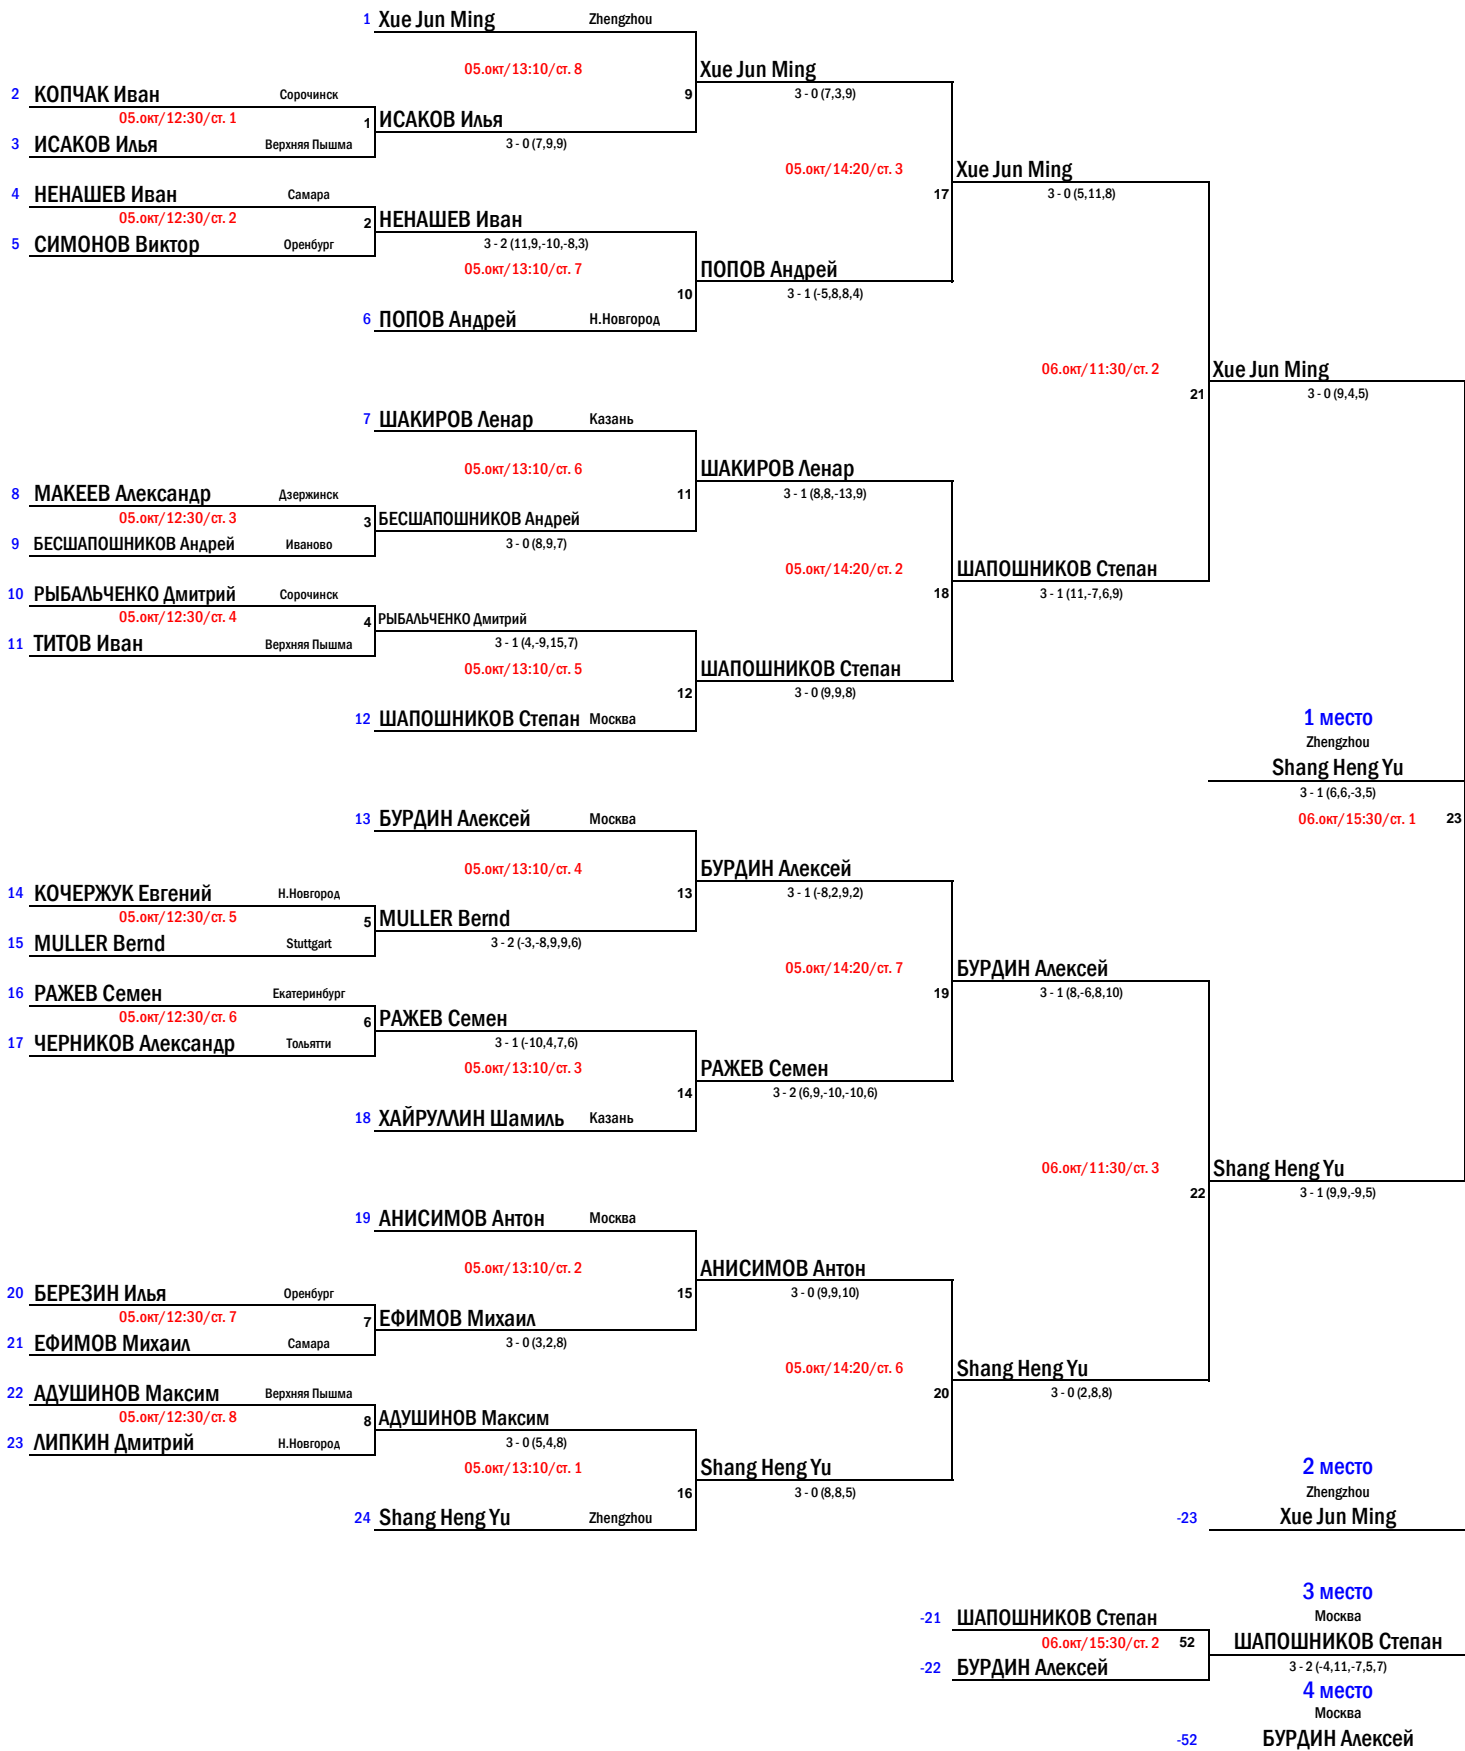 1 Xue Jun Ming Zhengzhou
05.окт/13:10/ст. 8 Xue Jun Ming
2 КОПЧАК Иван Сорочинск 9 3 - 0 (7,3,9)
05.окт/12:30/ст. 1 1 ИСАКОВ Илья
3 ИСАКОВ Илья Верхняя Пышма 3 - 0 (7,9,9)
05.окт/14:20/ст. 3 Xue Jun Ming
4 НЕНАШЕВ Иван Самара 17 3 - 0 (5,11,8)
05.окт/12:30/ст. 2 2 НЕНАШЕВ Иван
5 СИМОНОВ Виктор Оренбург 3 - 2 (11,9,-10,-8,3)
05.окт/13:10/ст. 7 ПОПОВ Андрей
10 3 - 1 (-5,8,8,4)
6 ПОПОВ Андрей Н.Новгород
06.окт/11:30/ст. 2 Xue Jun Ming
21 3 - 0 (9,4,5)
7 ШАКИРОВ Ленар Казань
05.окт/13:10/ст. 6 ШАКИРОВ Ленар
8 МАКЕЕВ Александр Дзержинск 11 3 - 1 (8,8,-13,9)
05.окт/12:30/ст. 3 3 БЕСШАПОШНИКОВ Андрей
9 БЕСШАПОШНИКОВ Андрей Иваново 3 - 0 (8,9,7)
05.окт/14:20/ст. 2 ШАПОШНИКОВ Степан
10 РЫБАЛЬЧЕНКО Дмитрий Сорочинск 18 3 - 1 (11,-7,6,9)
05.окт/12:30/ст. 4 4 РЫБАЛЬЧЕНКО Дмитрий
11 ТИТОВ Иван Верхняя Пышма 3 - 1 (4,-9,15,7)
05.окт/13:10/ст. 5 ШАПОШНИКОВ Степан
12 3 - 0 (9,9,8)
12 ШАПОШНИКОВ Степан Москва 1 место
Zhengzhou
Shang Heng Yu
3 - 1 (6,6,-3,5)
13 БУРДИН Алексей Москва 06.окт/15:30/ст. 1 23
05.окт/13:10/ст. 4 БУРДИН Алексей
14 КОЧЕРЖУК Евгений Н.Новгород 13 3 - 1 (-8,2,9,2)
05.окт/12:30/ст. 5 5 MULLER Bernd
15 MULLER Bernd Stuttgart 3 - 2 (-3,-8,9,9,6)
05.окт/14:20/ст. 7 БУРДИН Алексей
16 РАЖЕВ Семен Екатеринбург 19 3 - 1 (8,-6,8,10)
05.окт/12:30/ст. 6 6 РАЖЕВ Семен
17 ЧЕРНИКОВ Александр Тольятти 3 - 1 (-10,4,7,6)
05.окт/13:10/ст. 3 РАЖЕВ Семен
14 3 - 2 (6,9,-10,-10,6)
18 ХАЙРУЛЛИН Шамиль Казань
06.окт/11:30/ст. 3 Shang Heng Yu
22 3 - 1 (9,9,-9,5)
19 АНИСИМОВ Антон Москва
05.окт/13:10/ст. 2 АНИСИМОВ Антон
20 БЕРЕЗИН Илья Оренбург 15 3 - 0 (9,9,10)
05.окт/12:30/ст. 7 7 ЕФИМОВ Михаил
21 ЕФИМОВ Михаил Самара 3 - 0 (3,2,8)
05.окт/14:20/ст. 6 Shang Heng Yu
22 АДУШИНОВ Максим Верхняя Пышма 20 3 - 0 (2,8,8)
05.окт/12:30/ст. 8 8 АДУШИНОВ Максим
23 ЛИПКИН Дмитрий Н.Новгород 3 - 0 (5,4,8)
05.окт/13:10/ст. 1 Shang Heng Yu 2 место
16 3 - 0 (8,8,5) Zhengzhou
24 Shang Heng Yu Zhengzhou -23 Xue Jun Ming
3 место
-21 ШАПОШНИКОВ Степан Москва
06.окт/15:30/ст. 2 52 ШАПОШНИКОВ Степан
-22 БУРДИН Алексей 3 - 2 (-4,11,-7,5,7)
4 место
Москва
-52 БУРДИН Алексей